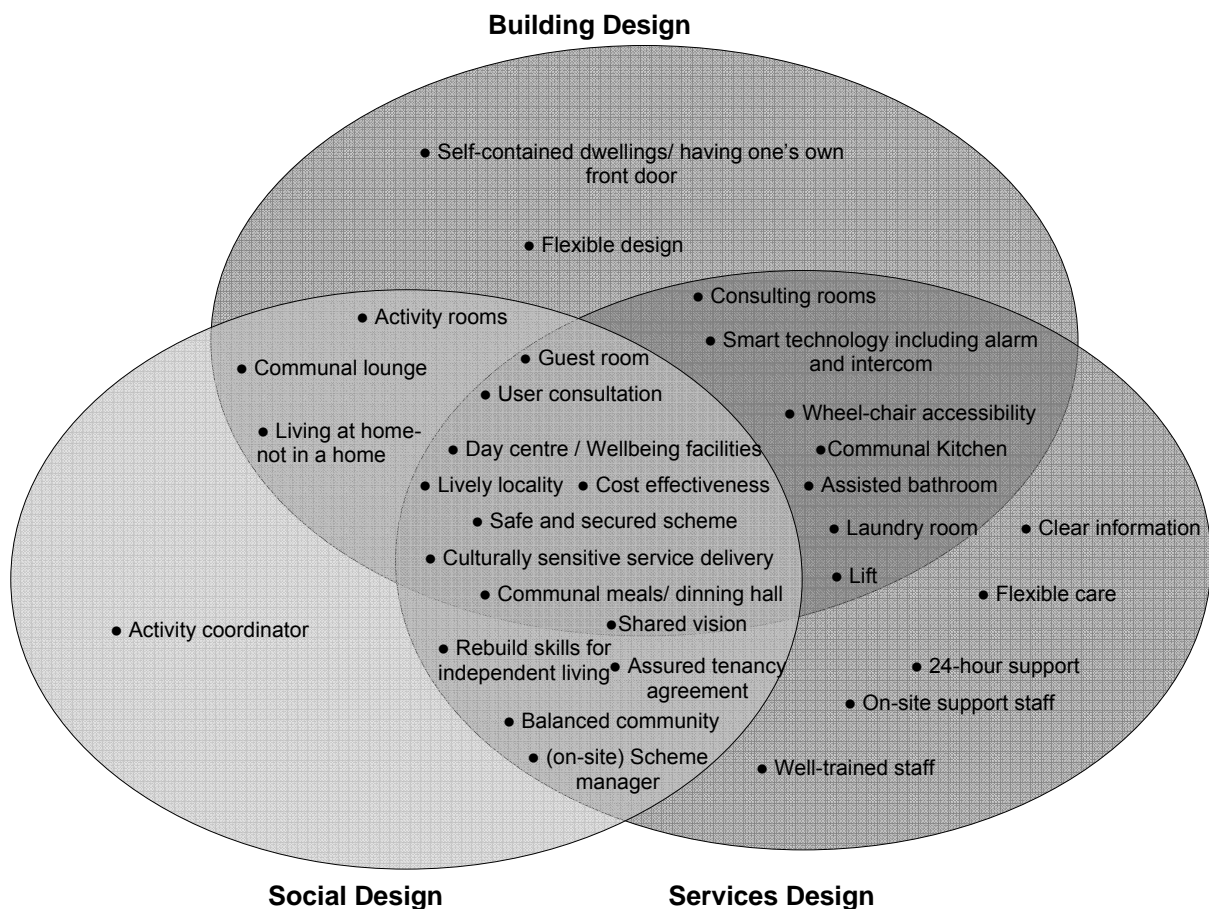 Building Design
● Self-contained dwellings/ having one's own
front door
● Flexible design
● Consulting rooms
● Activity rooms
● Smart technology including alarm
and intercom
● Guest room
● Communal lounge
● User consultation
● Wheel-chair accessibility
● Living at home-
not in a home
● Day centre / Wellbeing facilities
●Communal Kitchen
● Lively locality
● Cost effectiveness
● Assisted bathroom
● Safe and secured scheme
● Laundry room
● Clear information
● Culturally sensitive service delivery
● Lift
● Communal meals/ dinning hall
● Flexible care
●Shared vision
● Activity coordinator
● Rebuild skills for
independent living
● Assured tenancy
agreement
● 24-hour support
● On-site support staff
● Balanced community
● (on-site) Scheme
manager
● Well-trained staff
Social Design
Services Design